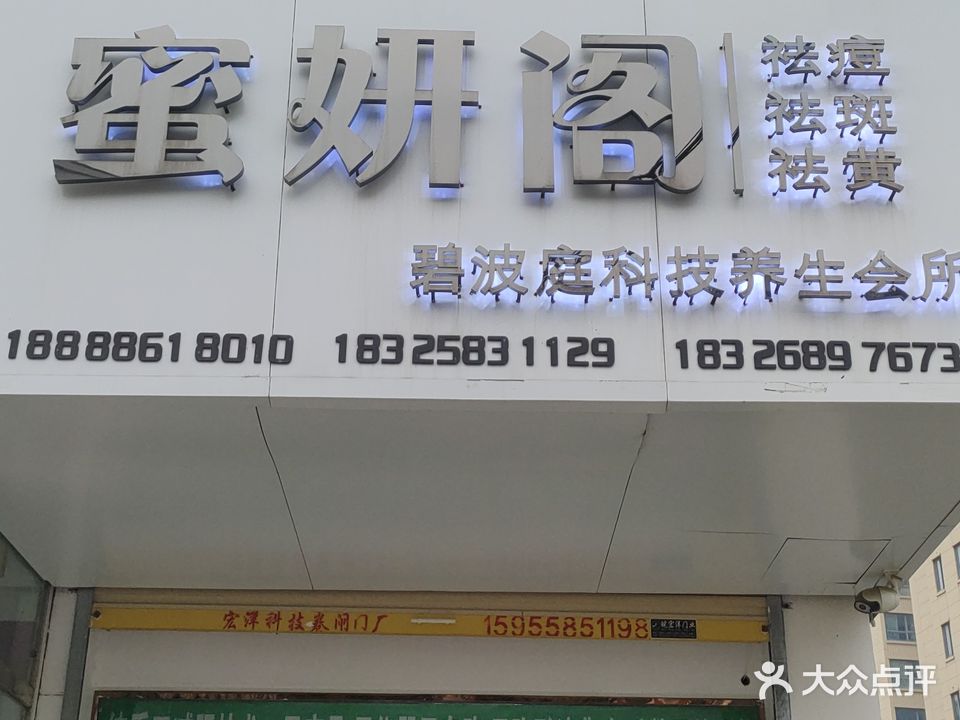 蜜妍阁
祛痘
祛斑
祛黄
碧波庭科技养生会所
18888618010 18325831129 18326897673
宏洋科技卷闸门厂 15955851198
大众点评